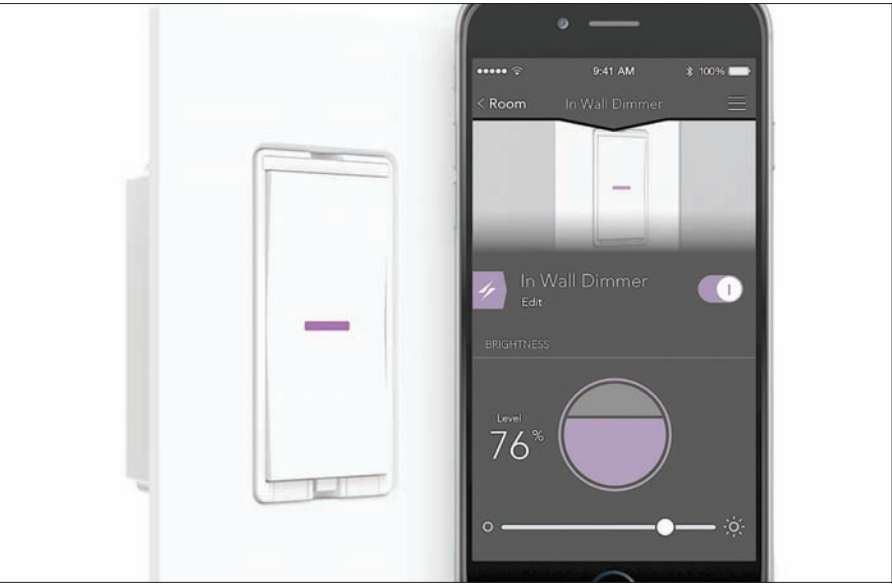 9:41 AM
100%
< Room
In Wall Dimmer
In Wall Dimmer
Edit
BRIGHTNESS
Level
76%